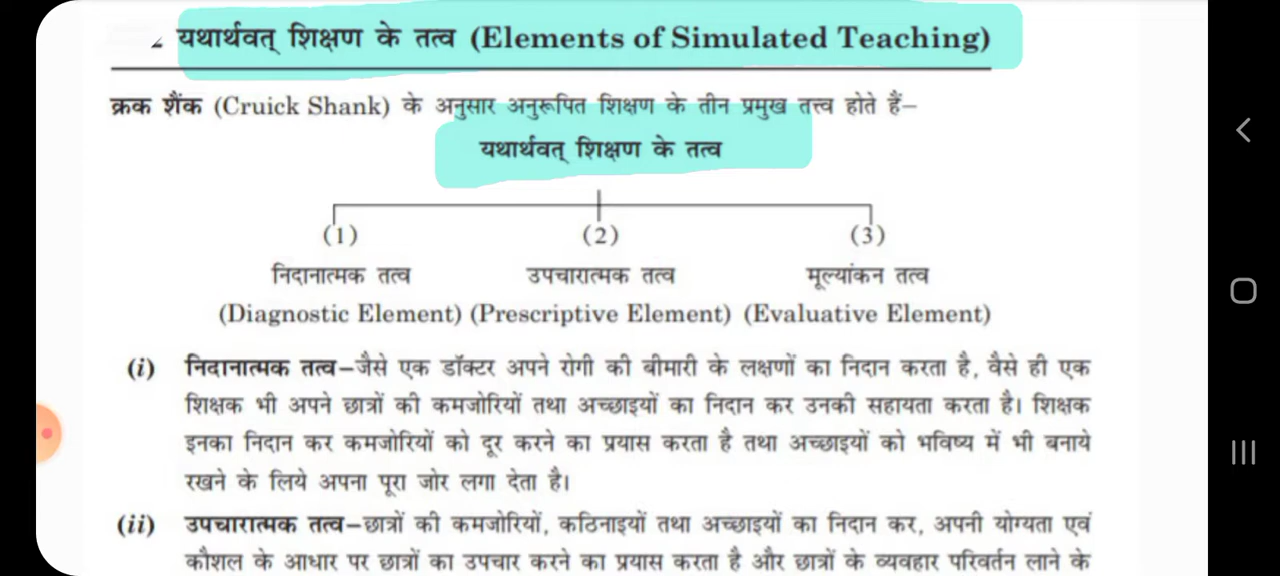 यथार्थवत् शिक्षण के तत्व (Elements of Simulated Teaching)
क्रक शैंक (Cruick Shank) के अनुसार अनुरूपित शिक्षण के तीन प्रमुख तत्त्व होते हैं–
यथार्थवत् शिक्षण के तत्व
(1) (2) (3)
निदानात्मक तत्व उपचारात्मक तत्व मूल्यांकन तत्व
(Diagnostic Element) (Prescriptive Element) (Evaluative Element)
(i) निदानात्मक तत्व–जैसे एक डॉक्टर अपने रोगी की बीमारी के लक्षणों का निदान करता है, वैसे ही एक
शिक्षक भी अपने छात्रों की कमजोरियों तथा अच्छाइयों का निदान कर उनकी सहायता करता है। शिक्षक
इनका निदान कर कमजोरियों को दूर करने का प्रयास करता है तथा अच्छाइयों को भविष्य में भी बनाये
रखने के लिये अपना पूरा जोर लगा देता है।
(ii) उपचारात्मक तत्व–छात्रों की कमजोरियों, कठिनाइयों तथा अच्छाइयों का निदान कर, अपनी योग्यता एवं
कौशल के आधार पर छात्रों का उपचार करने का प्रयास करता है और छात्रों के व्यवहार परिवर्तन लाने के